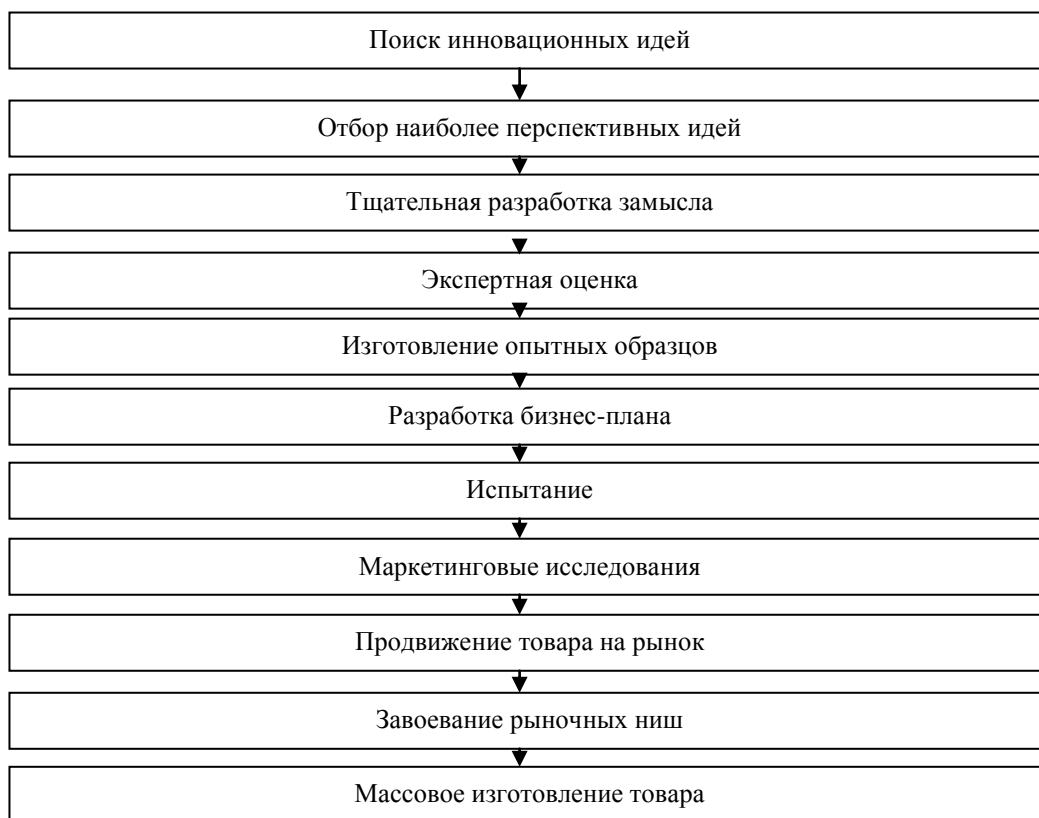 Поиск инновационных идей
Отбор наиболее перспективных идей
Тщательная разработка замысла
Экспертная оценка
Изготовление опытных образцов
Разработка бизнес-плана
Испытание
Маркетинговые исследования
Продвижение товара на рынок
Завоевание рыночных ниш
Массовое изготовление товара